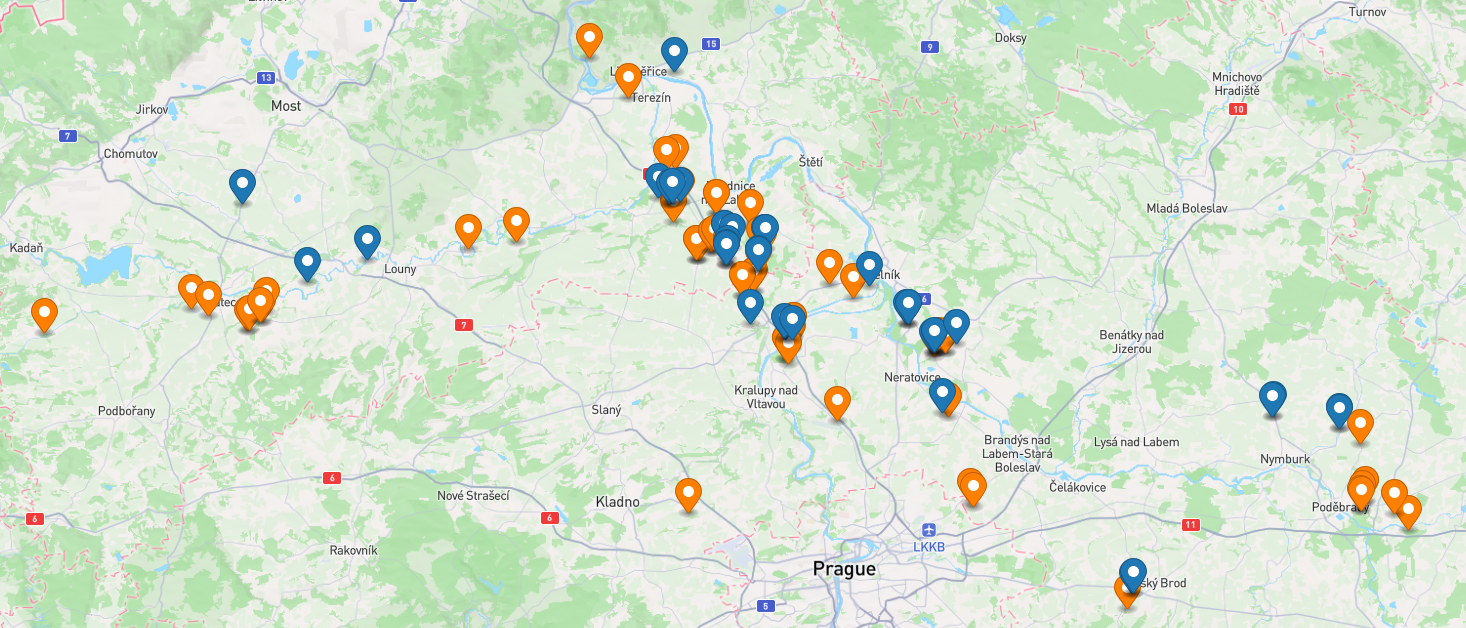 Turnov
Doksy
9
15
13
Most
Jirkov
Terezín
Mnichovo
Hradiště
10
7
Chomutov
Štětí
Mladá Boleslav
Kadaň
Louny
6
7
Benátky nad
Jizerou
Neratovice
Kralupy nad
Vltavou
Podbořany
Slaný
Brandýs nad
Labem-Stará
Boleslav
Lysá nad Labem
Nymburk
6
Nové Strašecí
Kladno
Čelákovice
6
6
11
LKKB
Rakovník
Prague
5